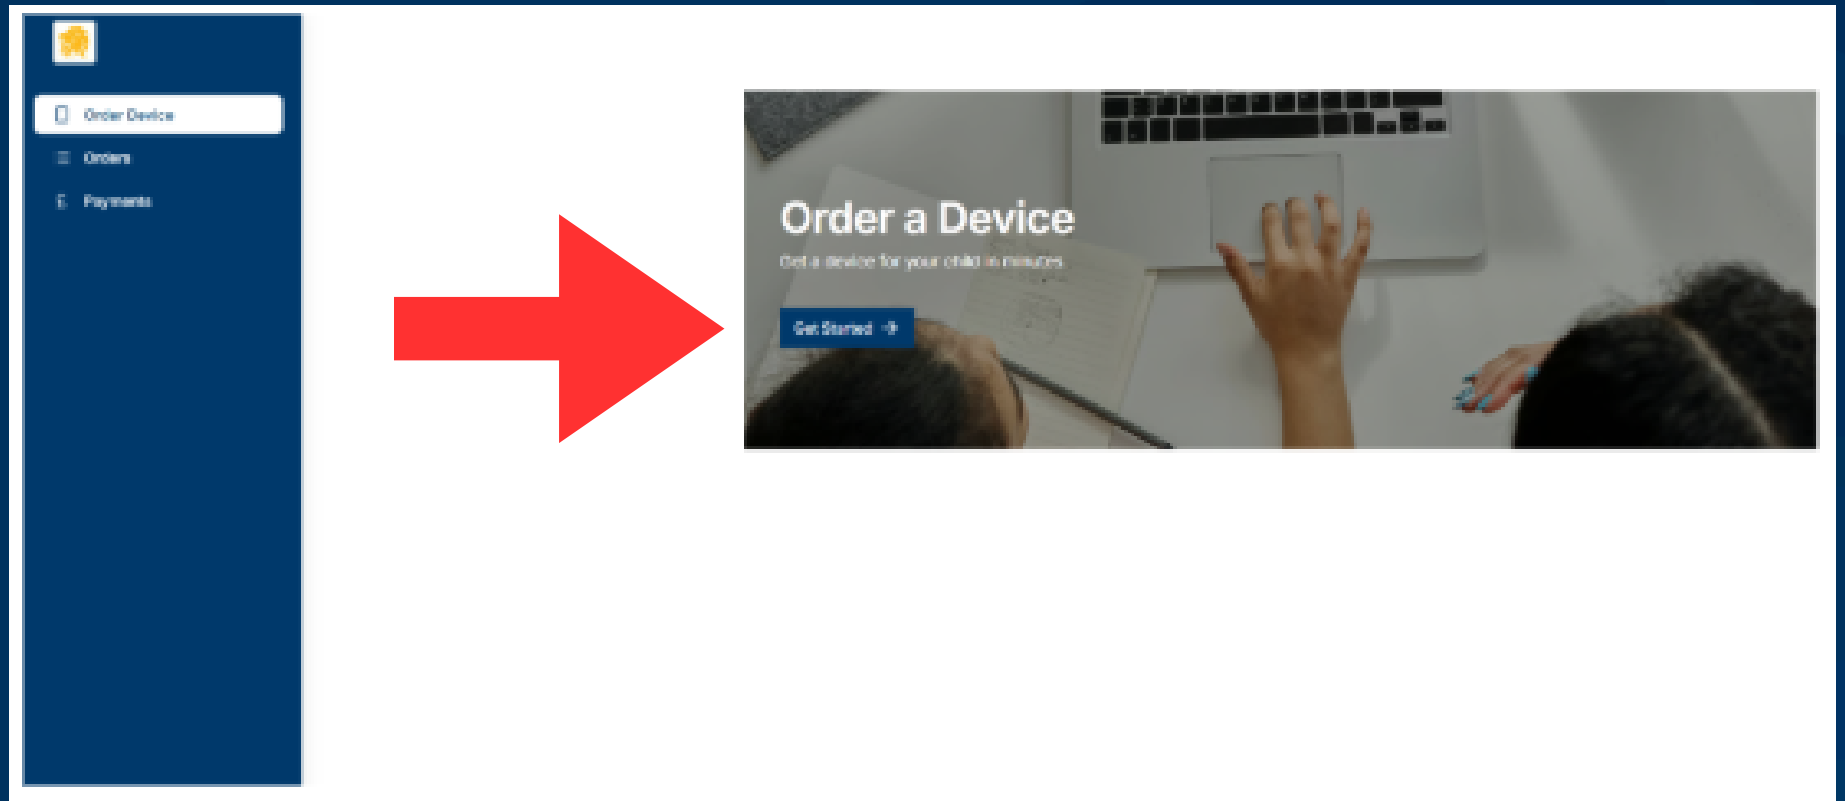 Order Device
Orders
Payments
Order a Device
Get a device for your child in minutes
Get Started